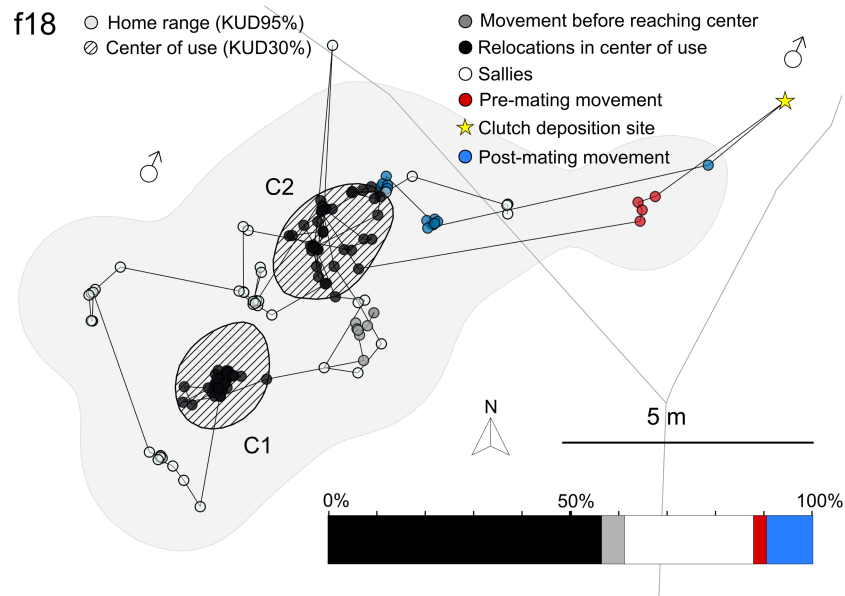 f18
Home range (KUD95%)
Center of use (KUD30%)
Movement before reaching center
Relocations in center of use
Sallies
Pre-mating movement
Clutch deposition site
Post-mating movement
♂
♂
C2
C1
N
5 m
0% 50% 100%